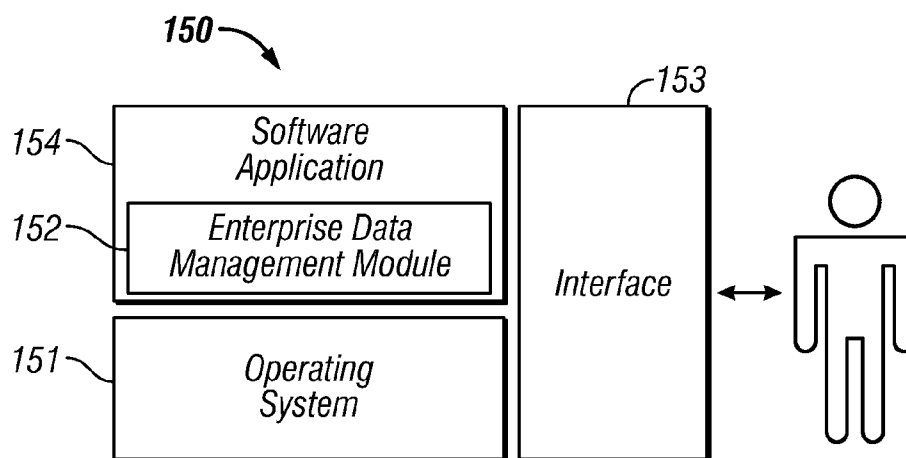 150
153
154
Software
Application
152
Enterprise Data
Management Module
Interface
151
Operating
System